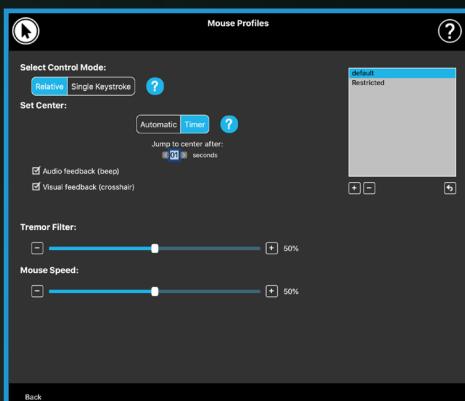 Mouse Profiles
?
Select Control Mode:
Relative Single Keystroke ?
Set Center:
Automatic Timer ?
Jump to center after:
01 seconds
Audio feedback (beep)
Visual feedback (crosshair)
default
Restricted
+ −
Tremor Filter:
− + 50%
Mouse Speed:
− + 50%
Back